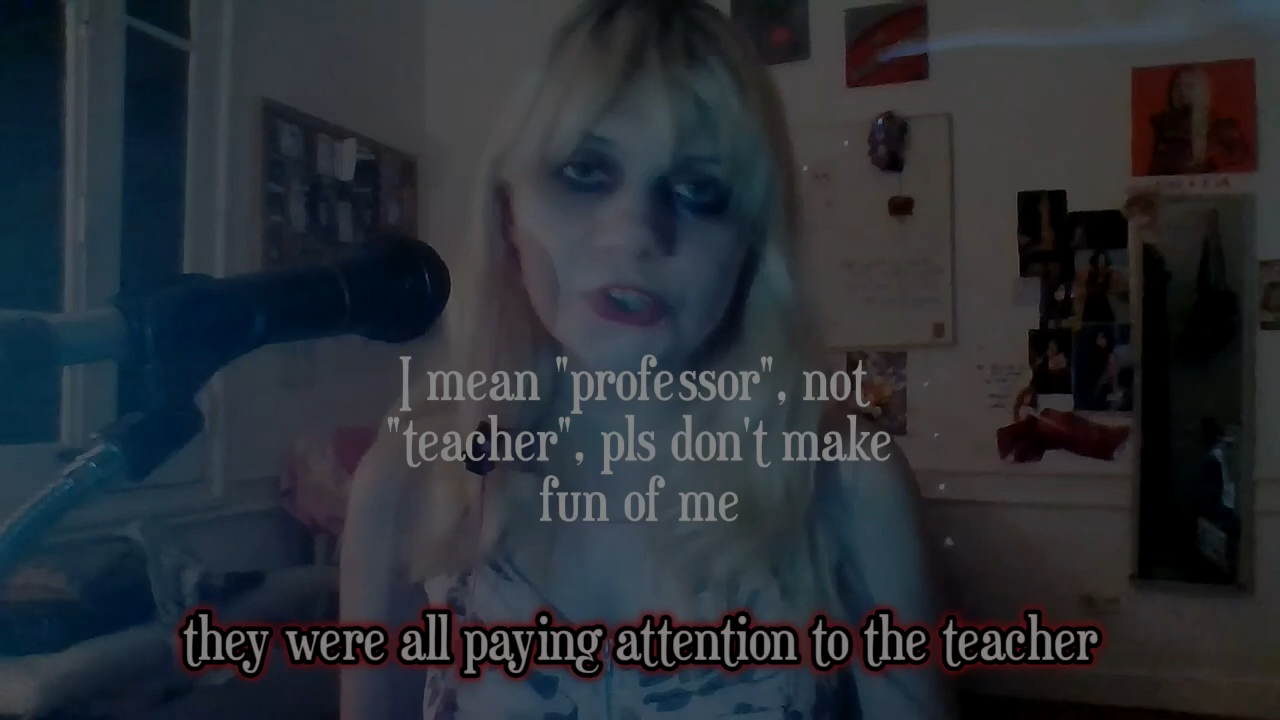 I mean "professor", not
"teacher", pls don't make
fun of me
they were all paying attention to the teacher